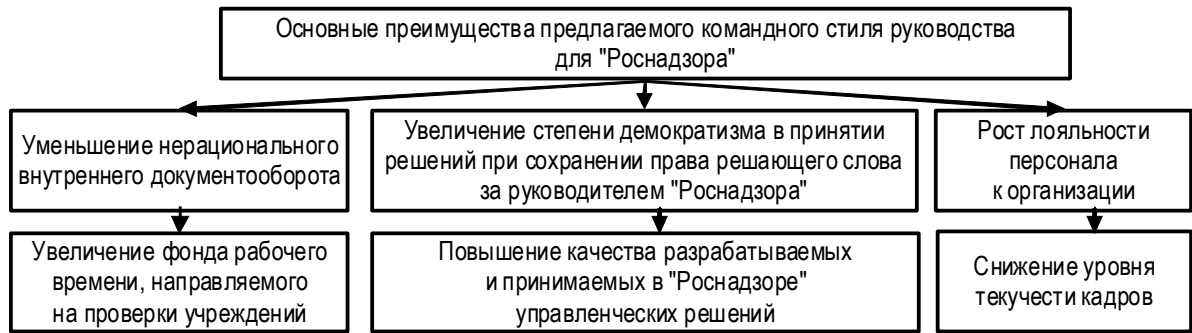 Основные преимущества предлагаемого командного стиля руководства
для "Роснадзора"
Уменьшение нерационального
внутреннего документооборота
Увеличение степени демократизма в принятии
решений при сохранении права решающего слова
за руководителем "Роснадзора"
Рост лояльности
персонала
к организации
Увеличение фонда рабочего
времени, направляемого
на проверки учреждений
Повышение качества разрабатываемых
и принимаемых в "Роснадзоре"
управленческих решений
Снижение уровня
текучести кадров